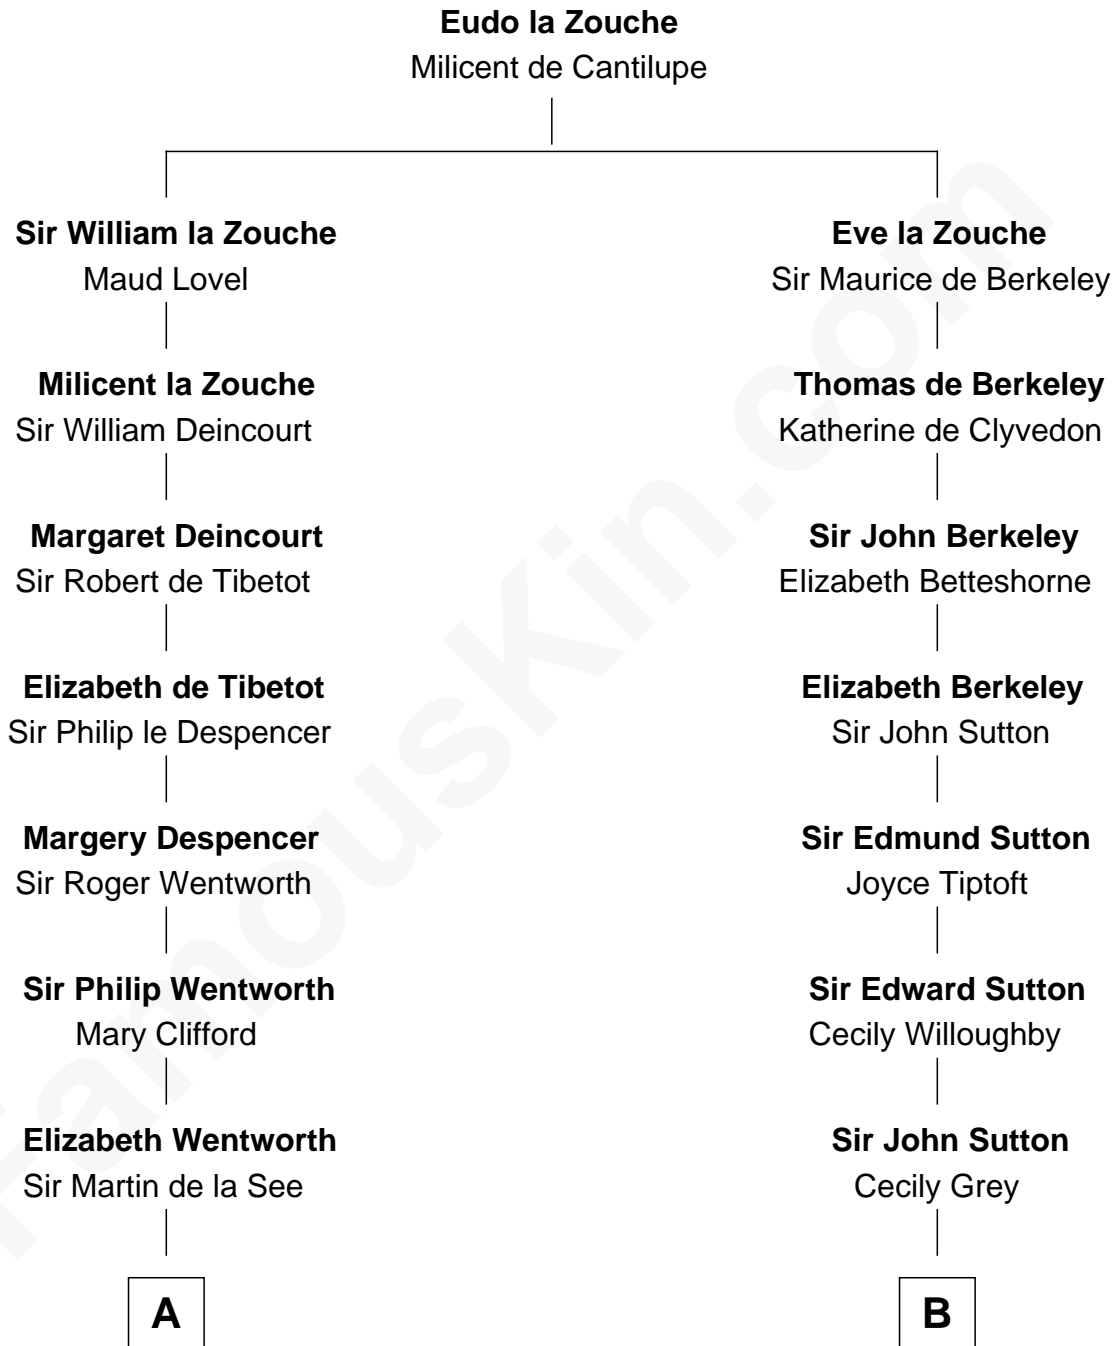 Eudo la Zouche
Milicent de Cantilupe
Sir William la Zouche
Maud Lovel
Eve la Zouche
Sir Maurice de Berkeley
Milicent la Zouche
Sir William Deincourt
Thomas de Berkeley
Katherine de Clyvedon
Margaret Deincourt
Sir Robert de Tibetot
Sir John Berkeley
Elizabeth Betteshorne
Elizabeth de Tibetot
Sir Philip le Despencer
Elizabeth Berkeley
Sir John Sutton
Margery Despencer
Sir Roger Wentworth
Sir Edmund Sutton
Joyce Tiptoft
Sir Philip Wentworth
Mary Clifford
Sir Edward Sutton
Cecily Willoughby
Elizabeth Wentworth
Sir Martin de la See
Sir John Sutton
Cecily Grey
A
B
FamousKin.com